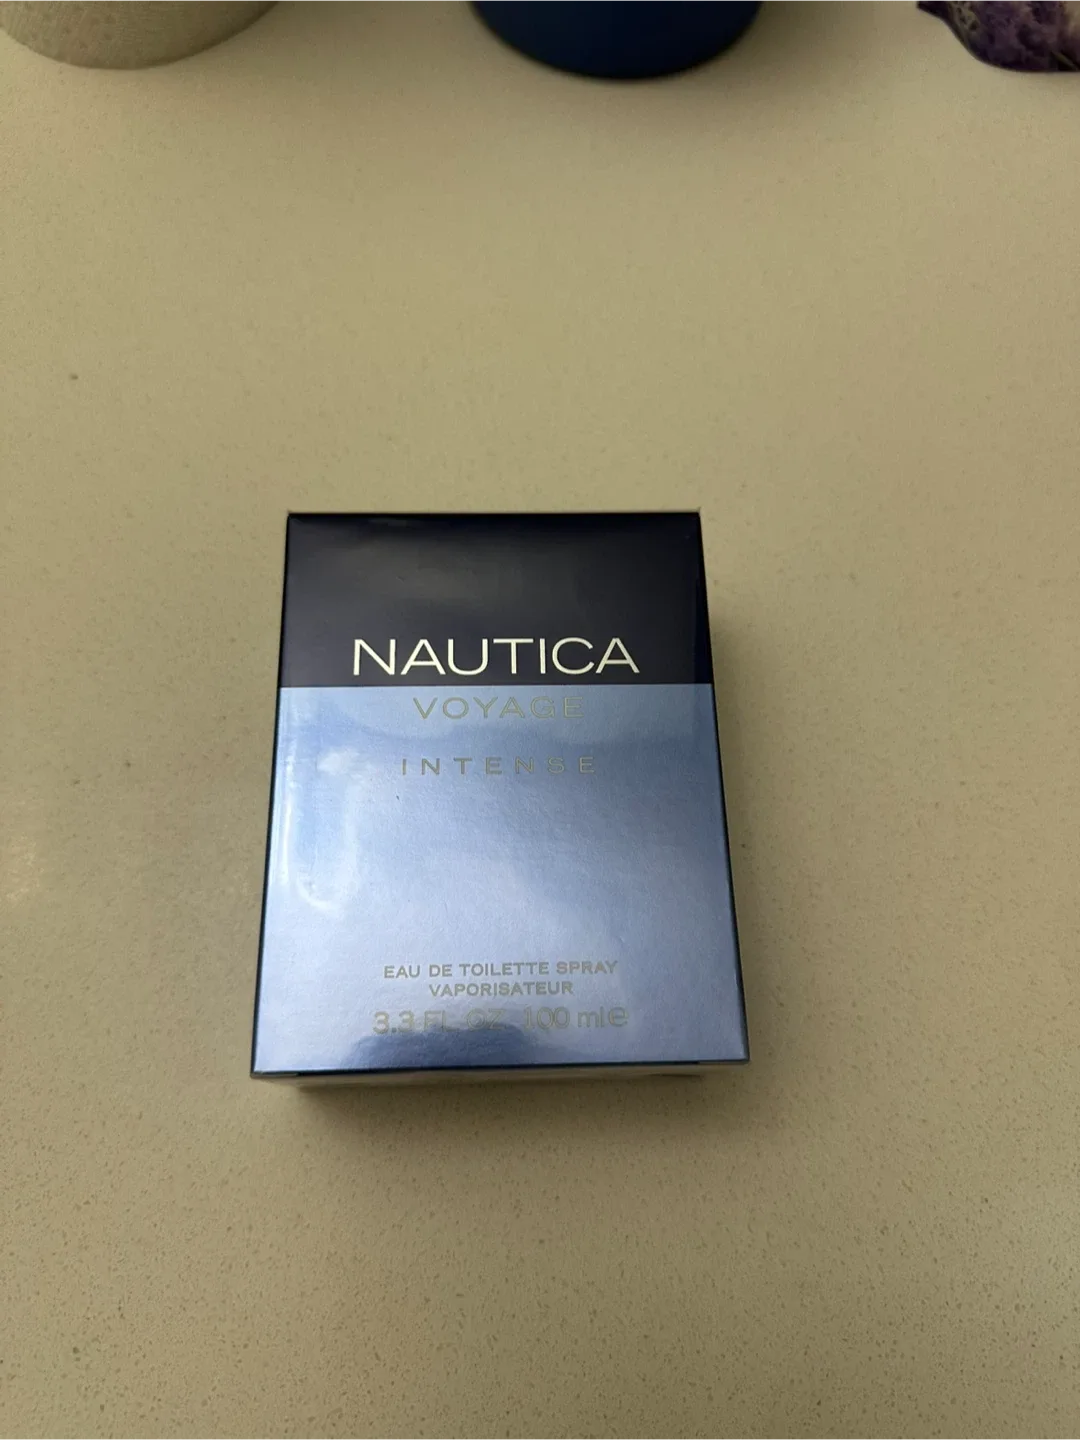 NAUTICA
VOYAGE
INTENSE
EAU DE TOILETTE SPRAY
VAPORISATEUR
3.3 FL. OZ. 100 ml e